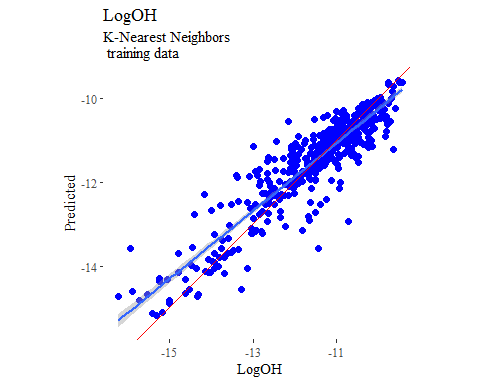 LogOH
K-Nearest Neighbors
training data
-10
-12
-14
Predicted
-15
-13
-11
LogOH